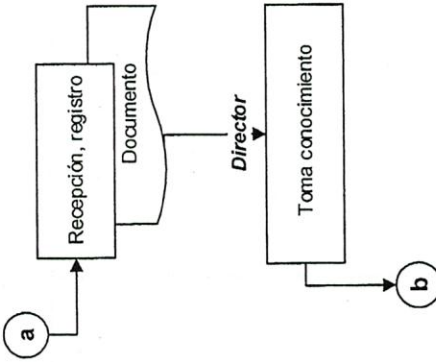 a
Recepción, registro
Documento
Director
Toma conocimiento
b